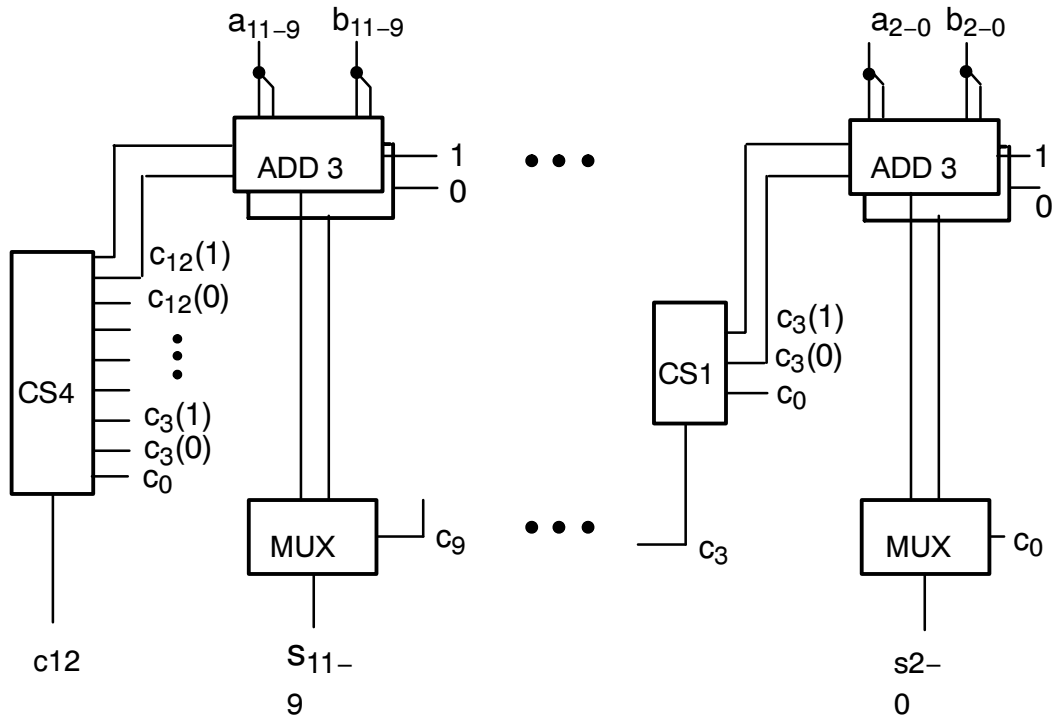 a11–9 b11–9
a2–0 b2–0
ADD 3
1
0
ADD 3
1
0
c12(1)
c12(0)
CS4
c3(1)
c3(0)
c0
c3(1)
c3(0)
CS1
c0
MUX
c9
c3
MUX
c0
c12
s11–
9
s2–
0